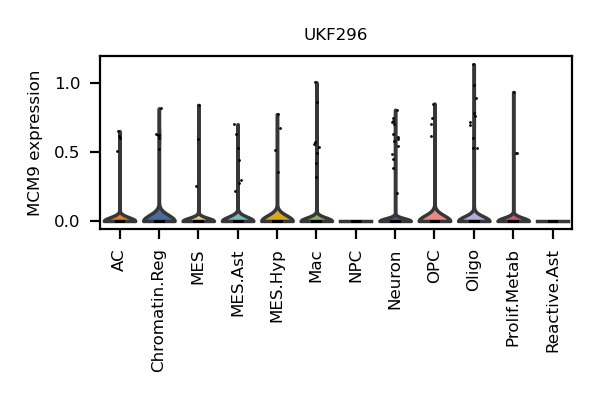 UKF296
MCM9 expression
1.0
0.5
0.0
AC
Chromatin.Reg
MES
MES.Ast
MES.Hyp
Mac
NPC
Neuron
OPC
Oligo
Prolif.Metab
Reactive.Ast